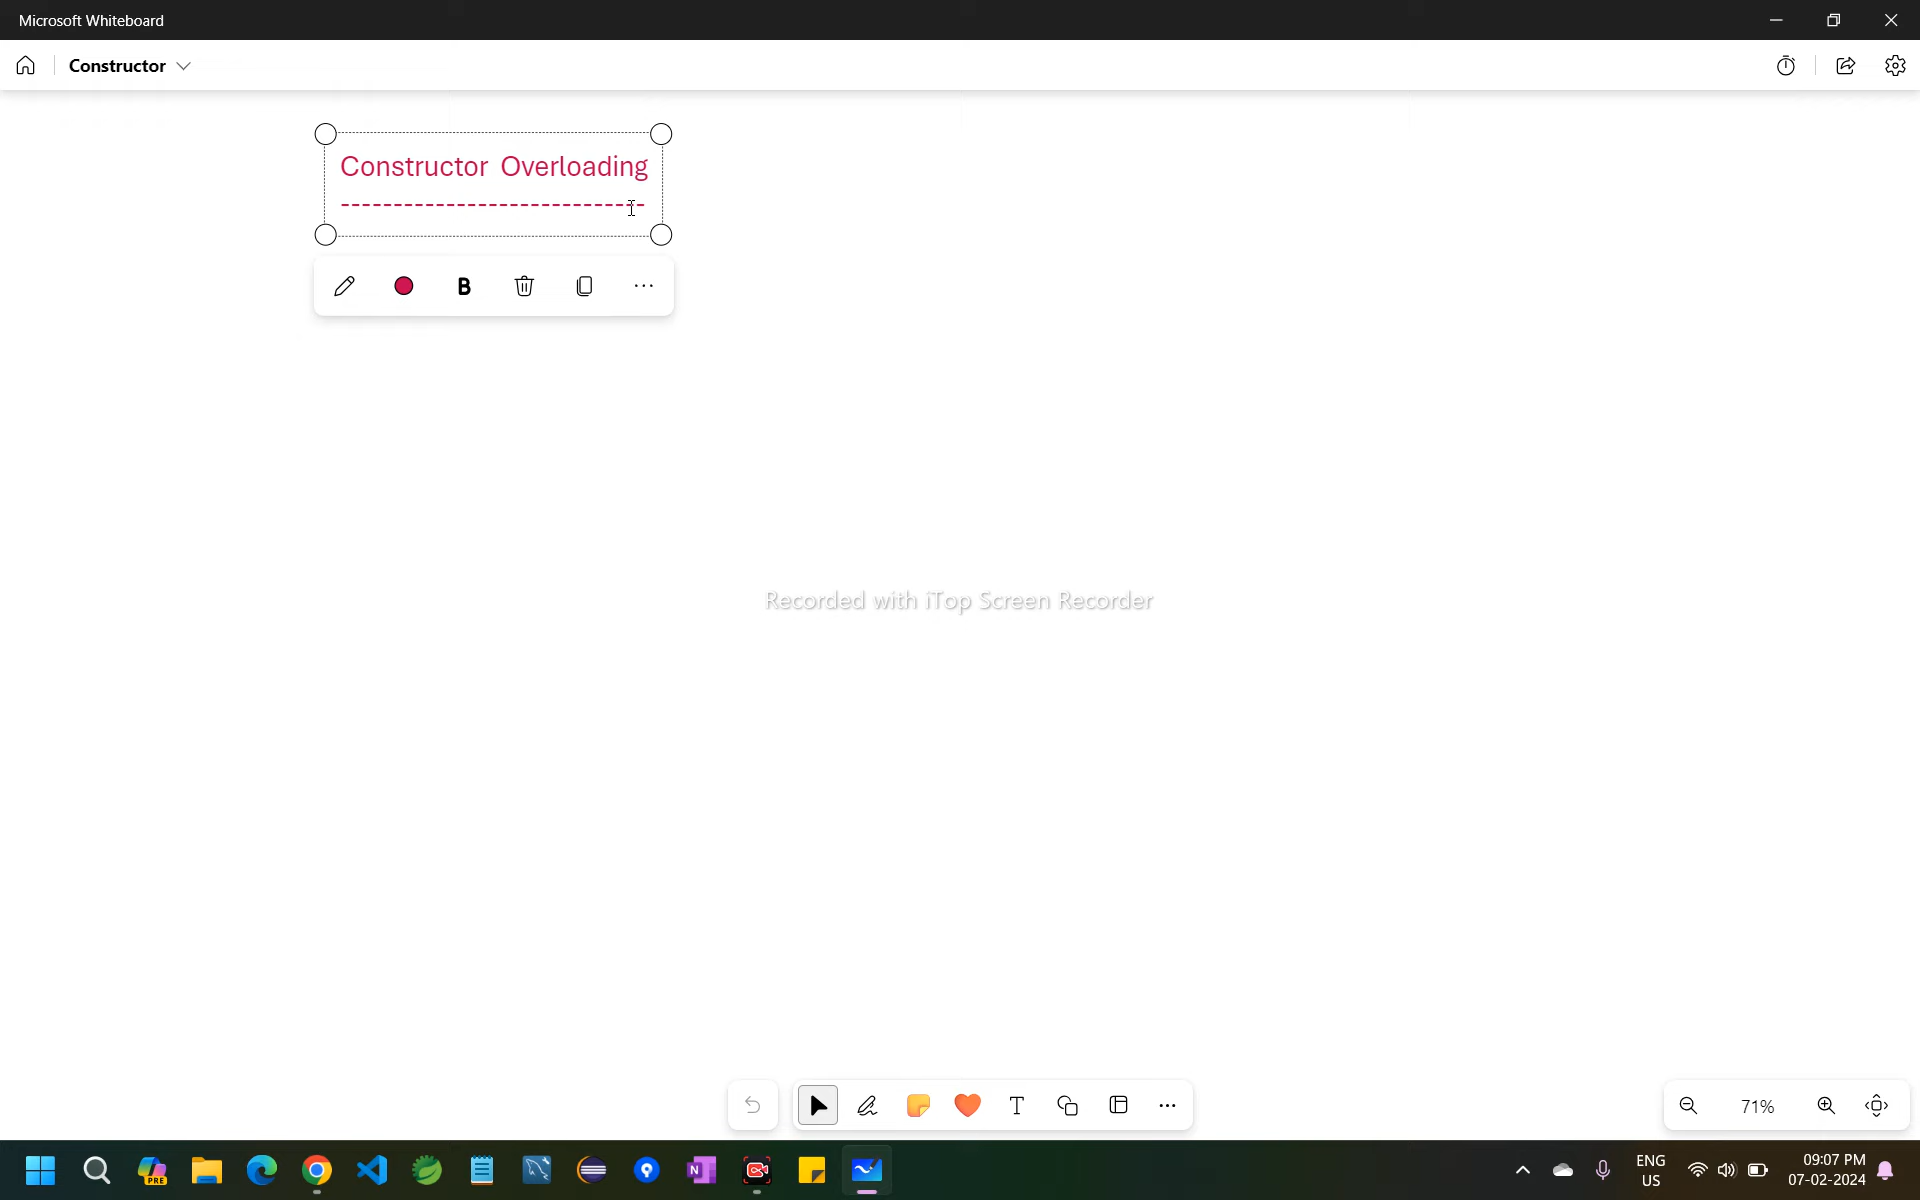 Microsoft Whiteboard
Constructor
Constructor Overloading
-----------------------------
B
Recorded with iTop Screen Recorder
T
71%
PRE
N
ENG
US
09:07 PM
07-02-2024